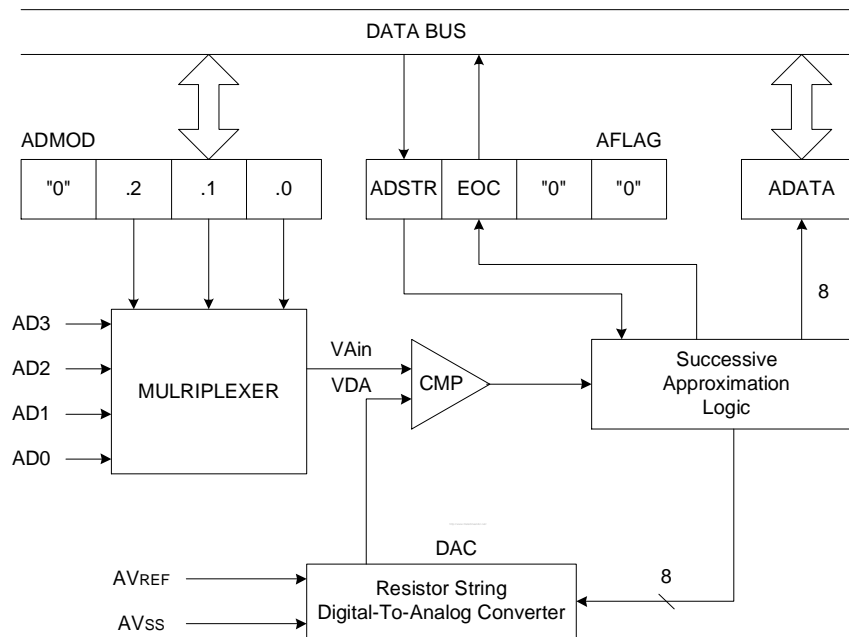 DATA BUS
ADMOD
AFLAG
"0" .2 .1 .0
ADSTR EOC "0" "0"
ADATA
8
AD3
AD2
AD1
AD0
MULRIPLEXER
VAin
VDA
CMP
Successive
Approximation
Logic
DAC
8
AVREF
AVSS
Resistor String
Digital-To-Analog Converter